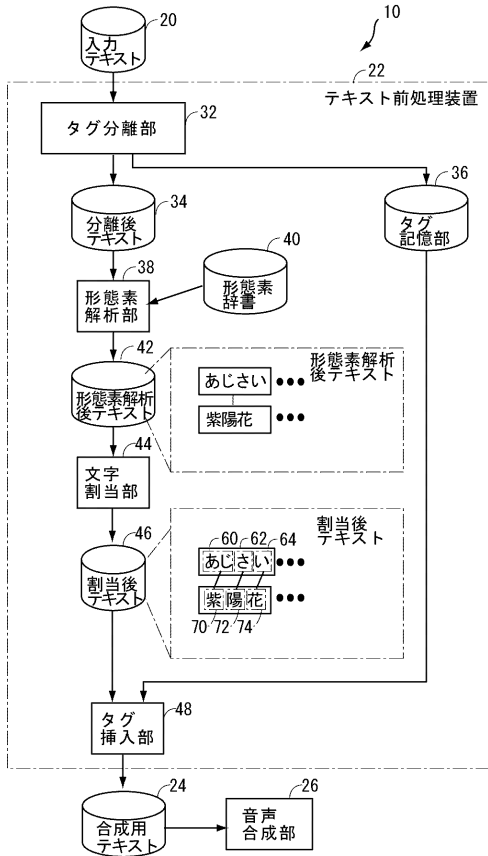 10
20
入力
テキスト
22
テキスト前処理装置
32
タグ分離部
36
タグ
記憶部
34
分離後
テキスト
40
形態素
辞書
38
形態素
解析部
42
形態素解析
後テキスト
形態素解析
後テキスト
あじさい●●●
紫陽花●●●
44
文字
割当部
46
割当後
テキスト
割当後
テキスト
60 62 64
あじさい●●●
紫陽花●●●
70 72 74
48
タグ
挿入部
24
合成用
テキスト
26
音声
合成部